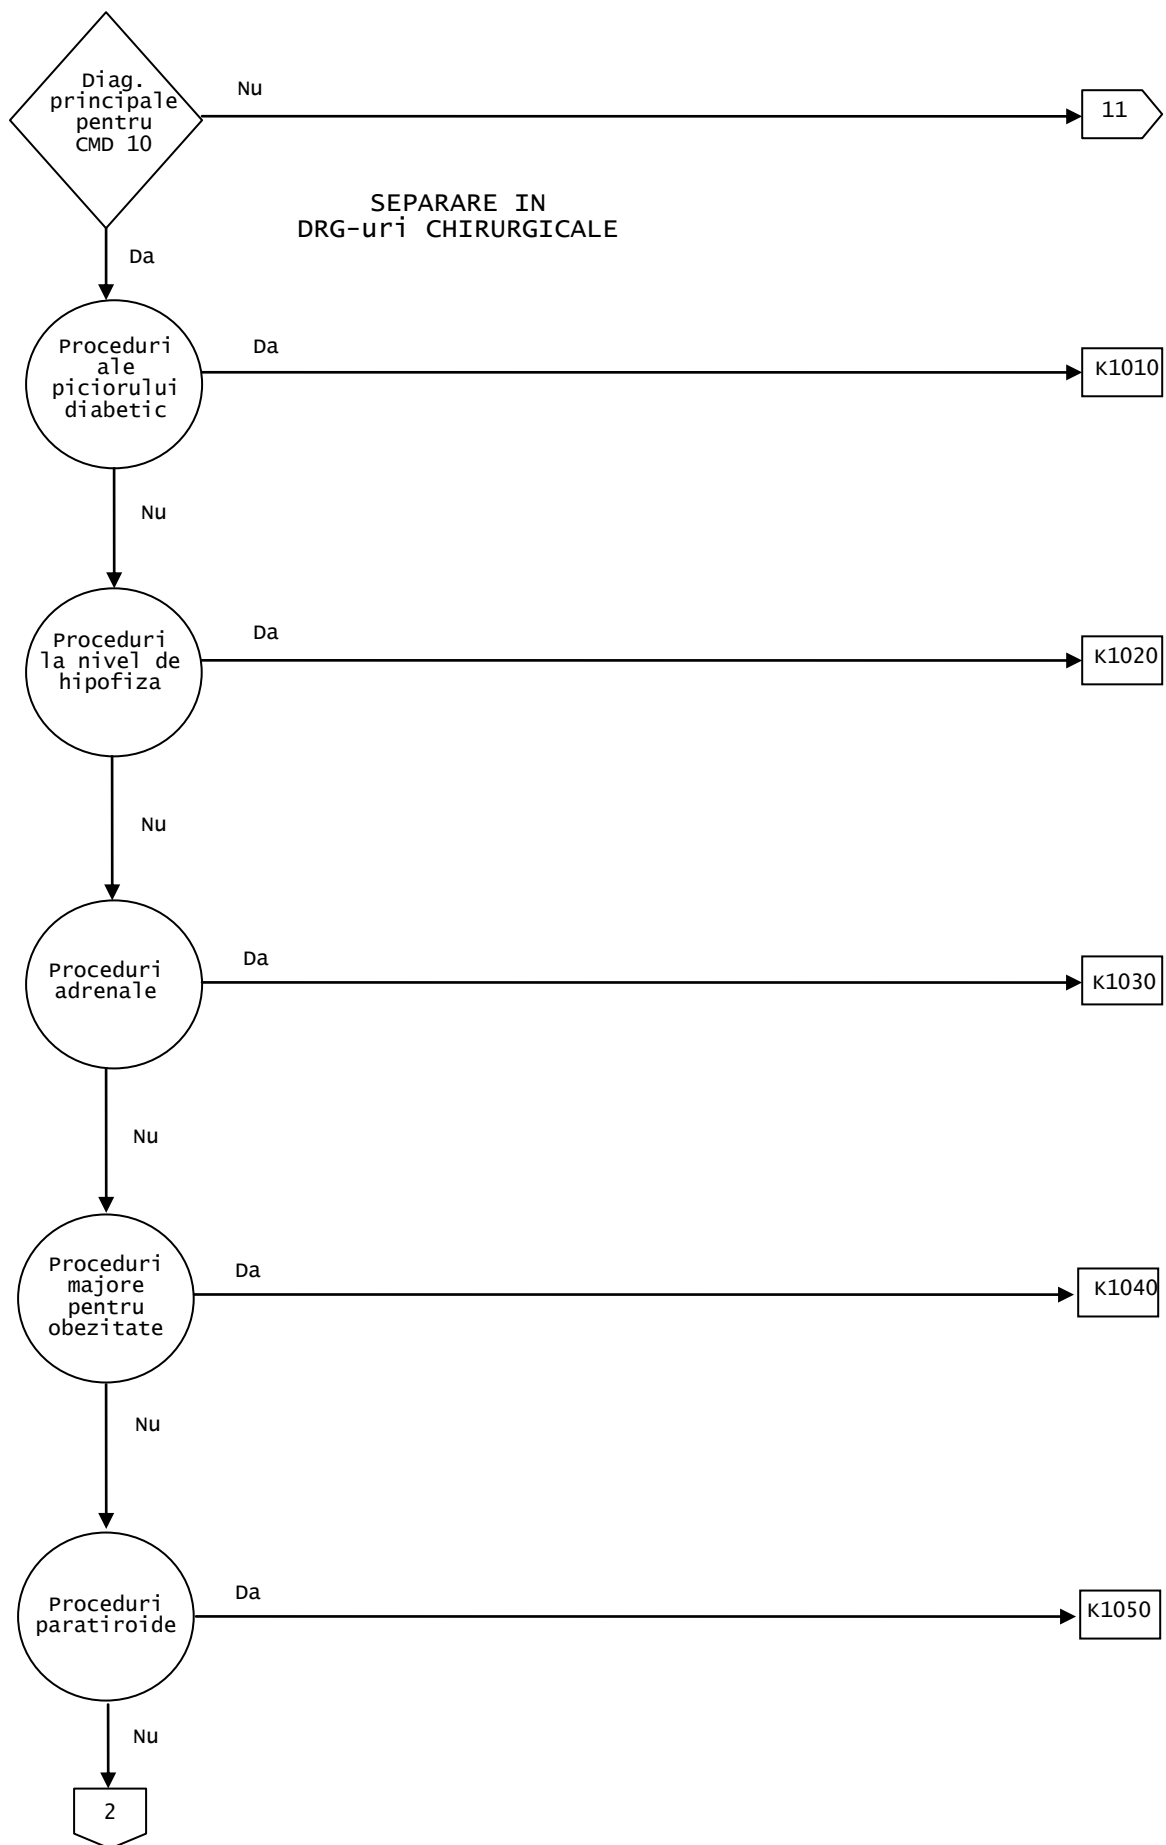 Diag.
principale
pentru
CMD 10
Nu
11
SEPARARE IN
DRG-uri CHIRURGICALE
Da
Proceduri
ale
piciorului
diabetic
Da
K1010
Nu
Proceduri
la nivel de
hipofiza
Da
K1020
Nu
Proceduri
adrenale
Da
K1030
Nu
Proceduri
majore
pentru
obezitate
Da
K1040
Nu
Proceduri
paratiroide
Da
K1050
Nu
2